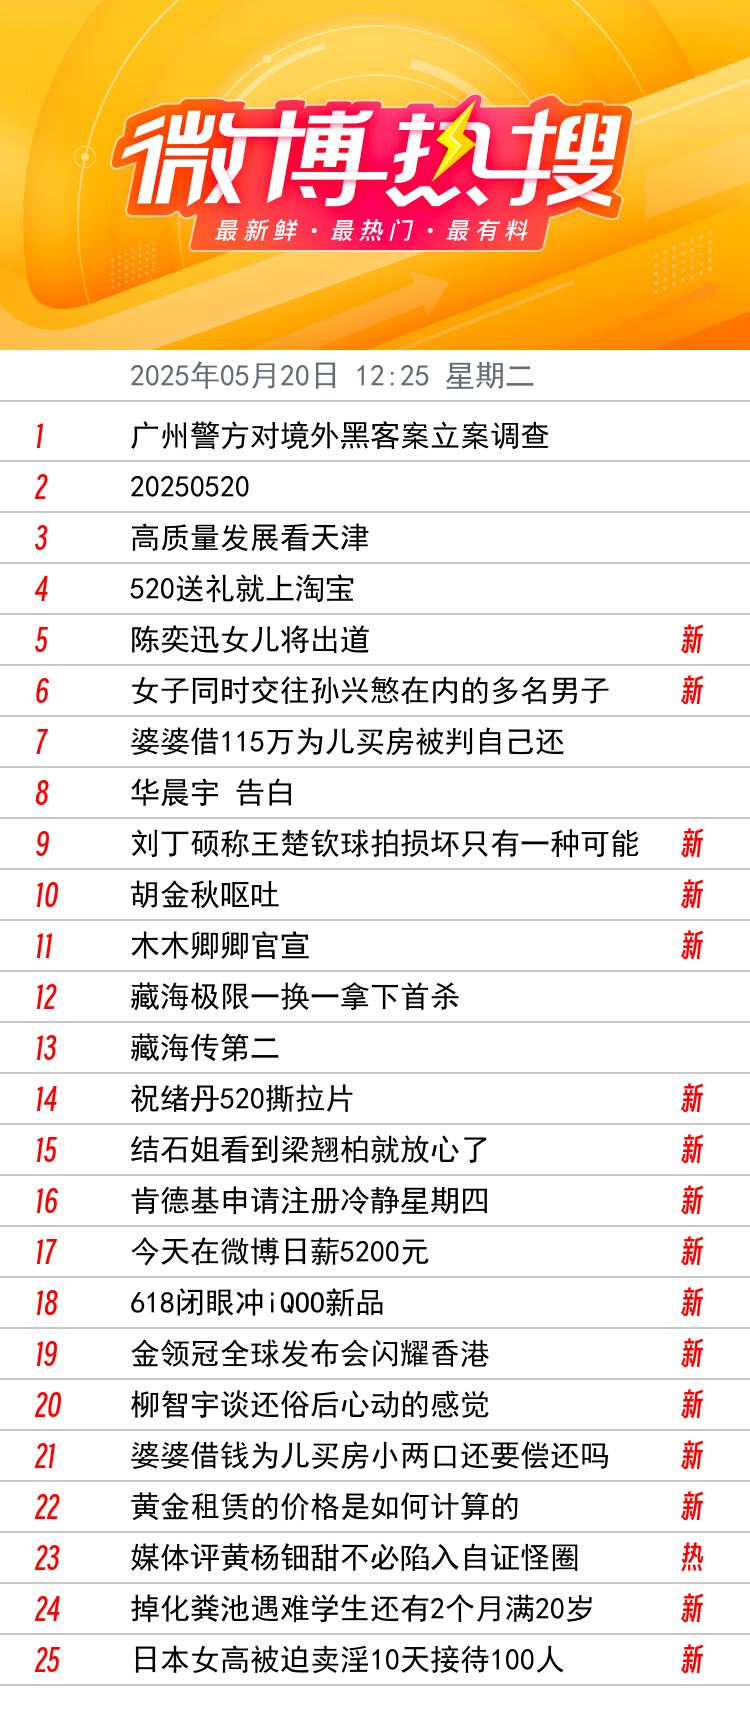 微博热搜
最新鲜·最热门·最有料
2025年05月20日 12:25 星期二
1 广州警方对境外黑客案立案调查
2 20250520
3 高质量发展看天津
4 520送礼就上淘宝
5 陈奕迅女儿将出道 新
6 女子同时交往孙兴慜在内的多名男子 新
7 婆婆借115万为儿买房被判自己还
8 华晨宇 告白
9 刘丁硕称王楚钦球拍损坏只有一种可能 新
10 胡金秋呕吐 新
11 木木卿卿官宣 新
12 藏海极限一换一拿下首杀
13 藏海传第二
14 祝绪丹520撕拉片 新
15 结石姐看到梁翘柏就放心了 新
16 肯德基申请注册冷静星期四 新
17 今天在微博日薪5200元 新
18 618闭眼冲iQOO新品 新
19 金领冠全球发布会闪耀香港 新
20 柳智宇谈还俗后心动的感觉 新
21 婆婆借钱为儿买房小两口还要偿还吗 新
22 黄金租赁的价格是如何计算的 新
23 媒体评黄杨钿甜不必陷入自证怪圈 热
24 掉化粪池遇难学生还有2个月满20岁 新
25 日本女高被迫卖淫10天接待100人 新